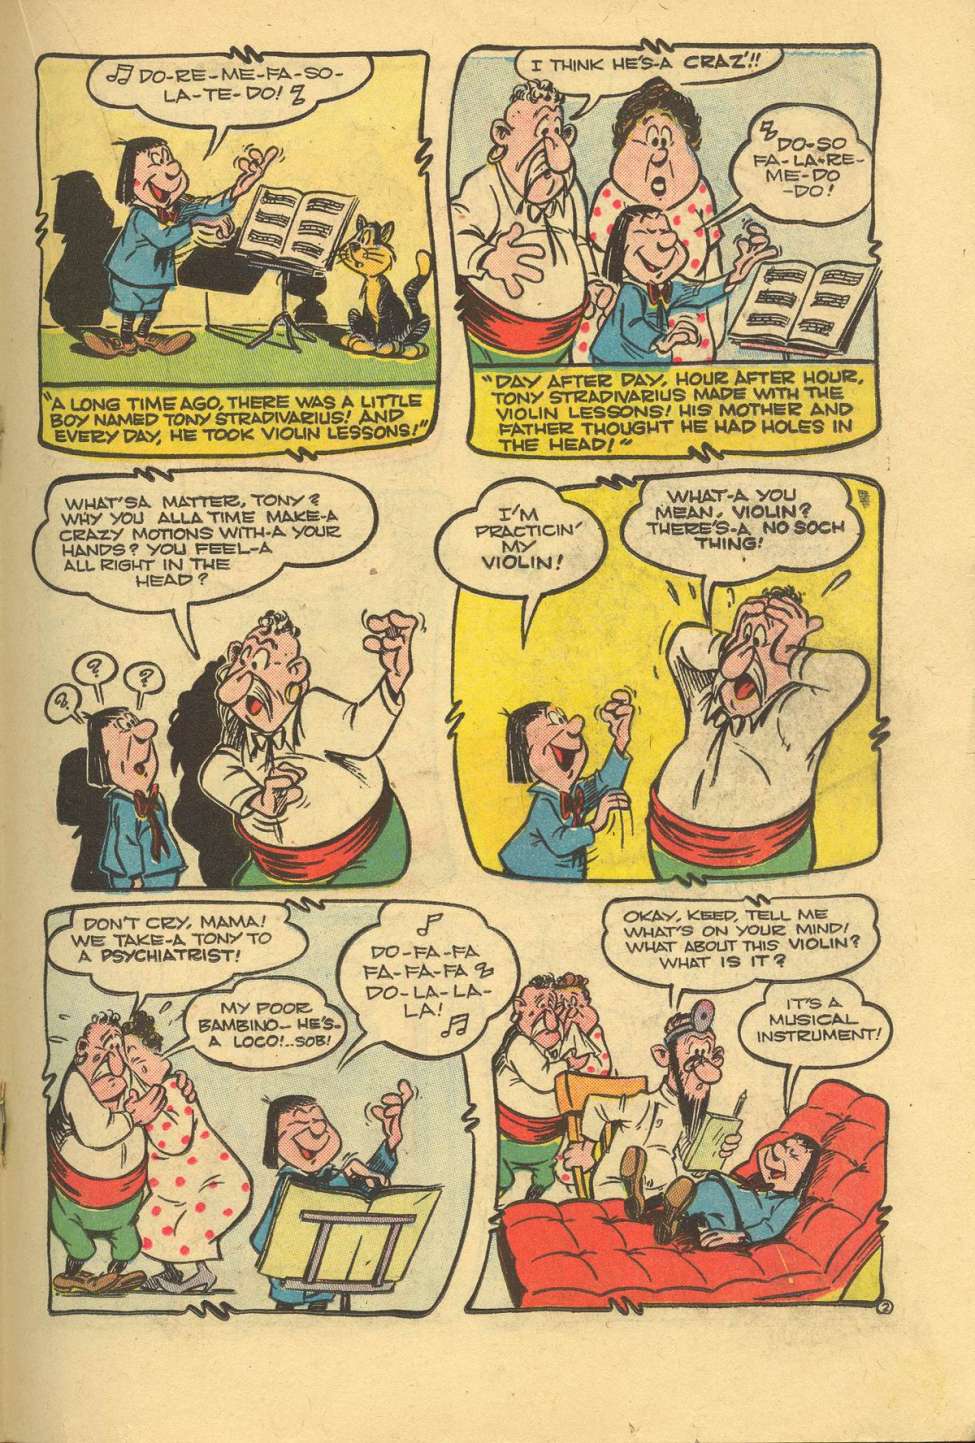 DO-RE-ME-FA-SO-
LA-TE-DO!
"A LONG TIME AGO, THERE WAS A LITTLE
BOY NAMED TONY STRADIVARIUS! AND
EVERY DAY, HE TOOK VIOLIN LESSONS!"
I THINK HE'S-A CRAZ'!!
DO-SO
FA-LA-RE-
ME-DO
-DO!
"DAY AFTER DAY, HOUR AFTER HOUR,
TONY STRADIVARIUS MADE WITH THE
VIOLIN LESSONS! HIS MOTHER AND
FATHER THOUGHT HE HAD HOLES IN
THE HEAD!"
WHAT'SA MATTER, TONY?
WHY YOU ALLA TIME MAKE-A
CRAZY MOTIONS WITH-A YOUR
HANDS? YOU FEEL-A
ALL RIGHT IN THE
HEAD?
?
?
?
I'M
PRACTICIN'
MY
VIOLIN!
WHAT-A YOU
MEAN, VIOLIN?
THERE'S-A NO SOCH
THING!
DON'T CRY, MAMA!
WE TAKE-A TONY TO
A PSYCHIATRIST!
MY POOR
BAMBINO-- HE'S-
A LOCO!..SOB!
DO-FA-FA
FA-FA-FA
DO-LA-LA-
LA!
OKAY, KEED, TELL ME
WHAT'S ON YOUR MIND!
WHAT ABOUT THIS VIOLIN?
WHAT IS IT?
IT'S A
MUSICAL
INSTRUMENT!
2